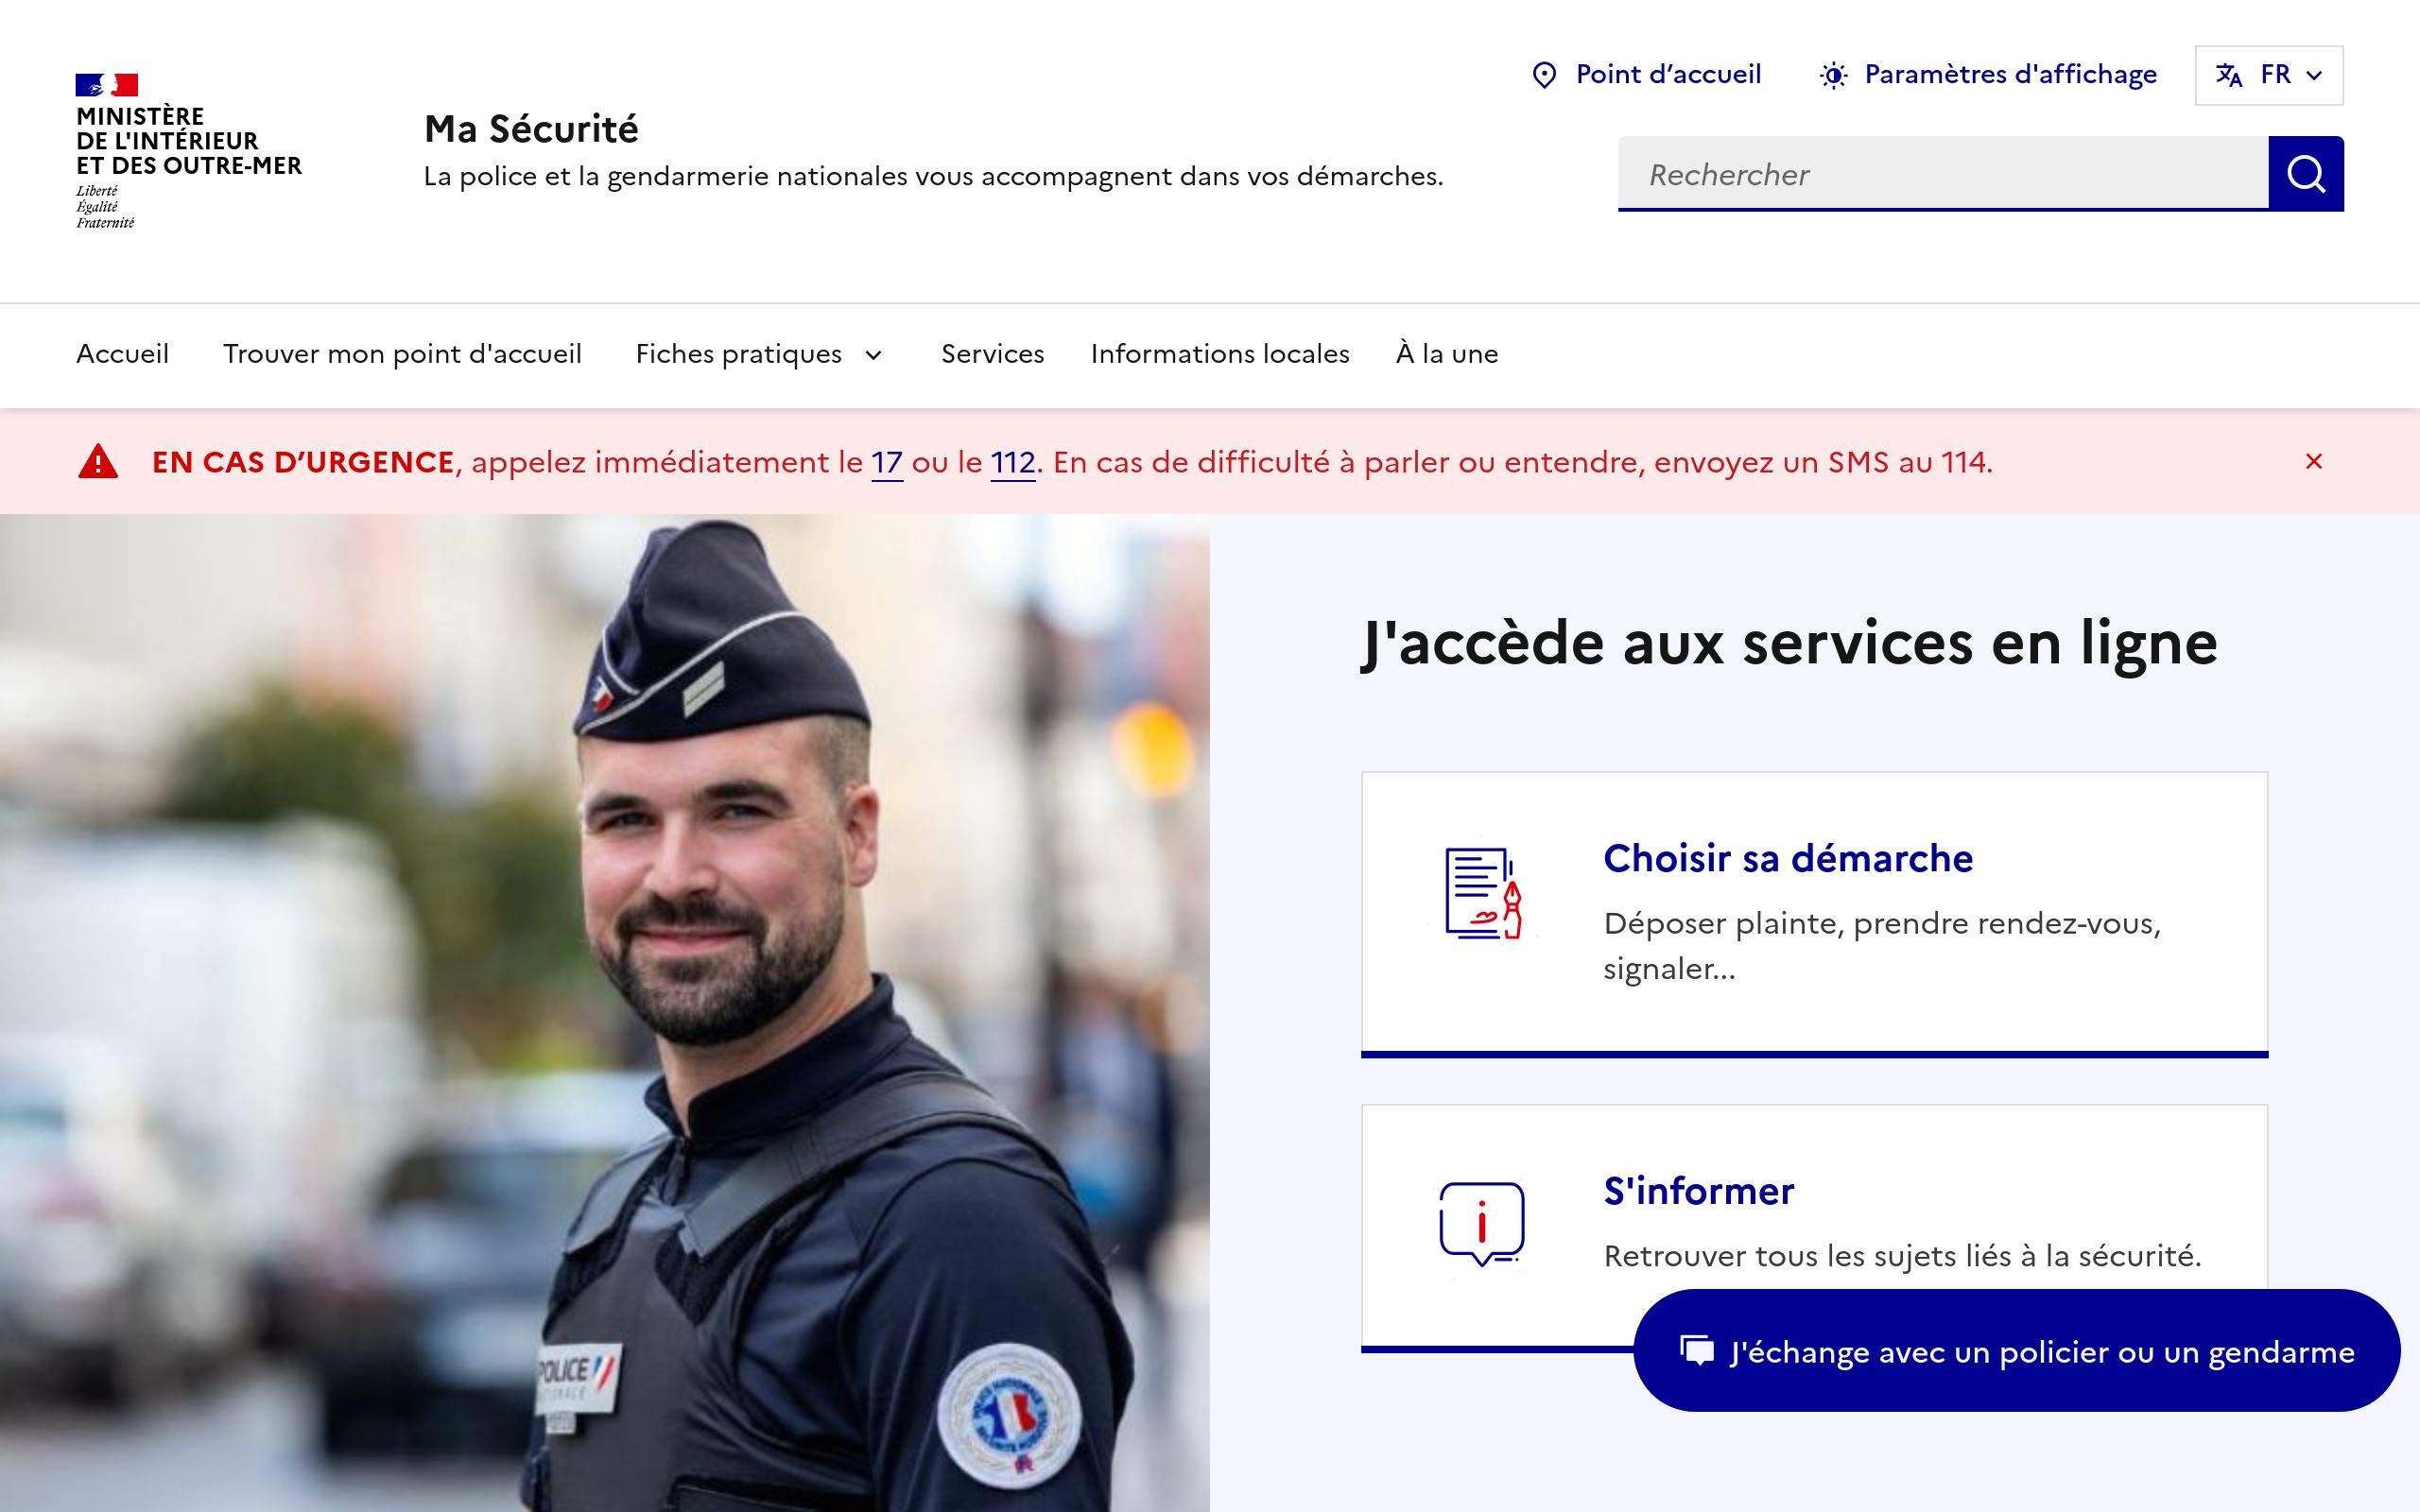 MINISTÈRE
DE L'INTÉRIEUR
ET DES OUTRE-MER
Liberté
Égalité
Fraternité
Ma Sécurité
La police et la gendarmerie nationales vous accompagnent dans vos démarches.
Point d’accueil
Paramètres d'affichage
FR
Rechercher
Accueil
Trouver mon point d'accueil
Fiches pratiques
Services
Informations locales
À la une
EN CAS D’URGENCE, appelez immédiatement le 17 ou le 112. En cas de difficulté à parler ou entendre, envoyez un SMS au 114.
J'accède aux services en ligne
Choisir sa démarche
Déposer plainte, prendre rendez-vous,
signaler...
S'informer
Retrouver tous les sujets liés à la sécurité.
J'échange avec un policier ou un gendarme
POLICE